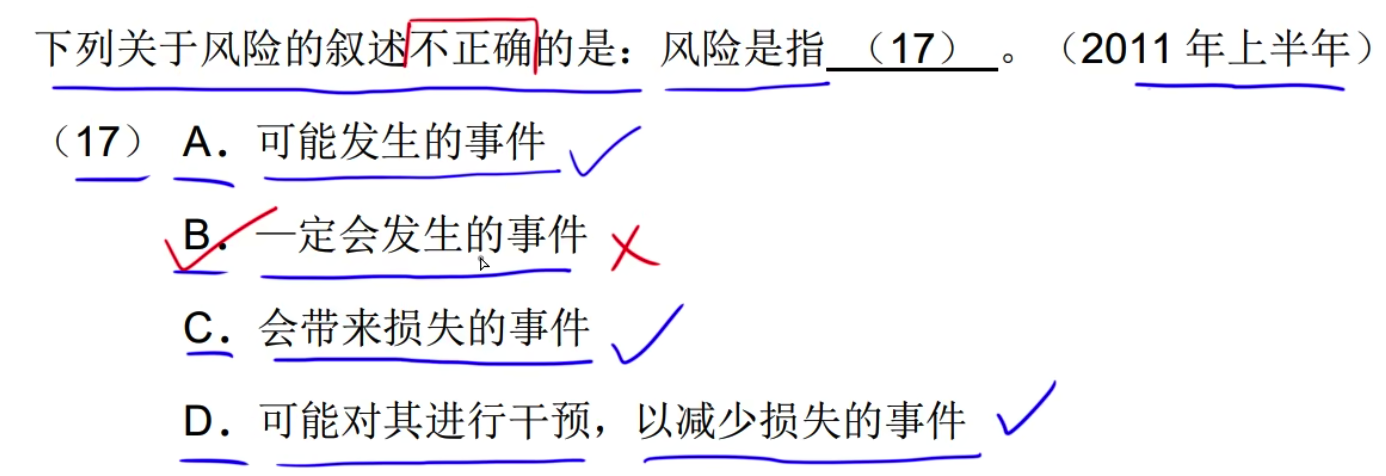 下列关于风险的叙述不正确的是：风险是指（17）。（2011 年上半年）
（17） A．可能发生的事件
B．一定会发生的事件
C．会带来损失的事件
D．可能对其进行干预，以减少损失的事件